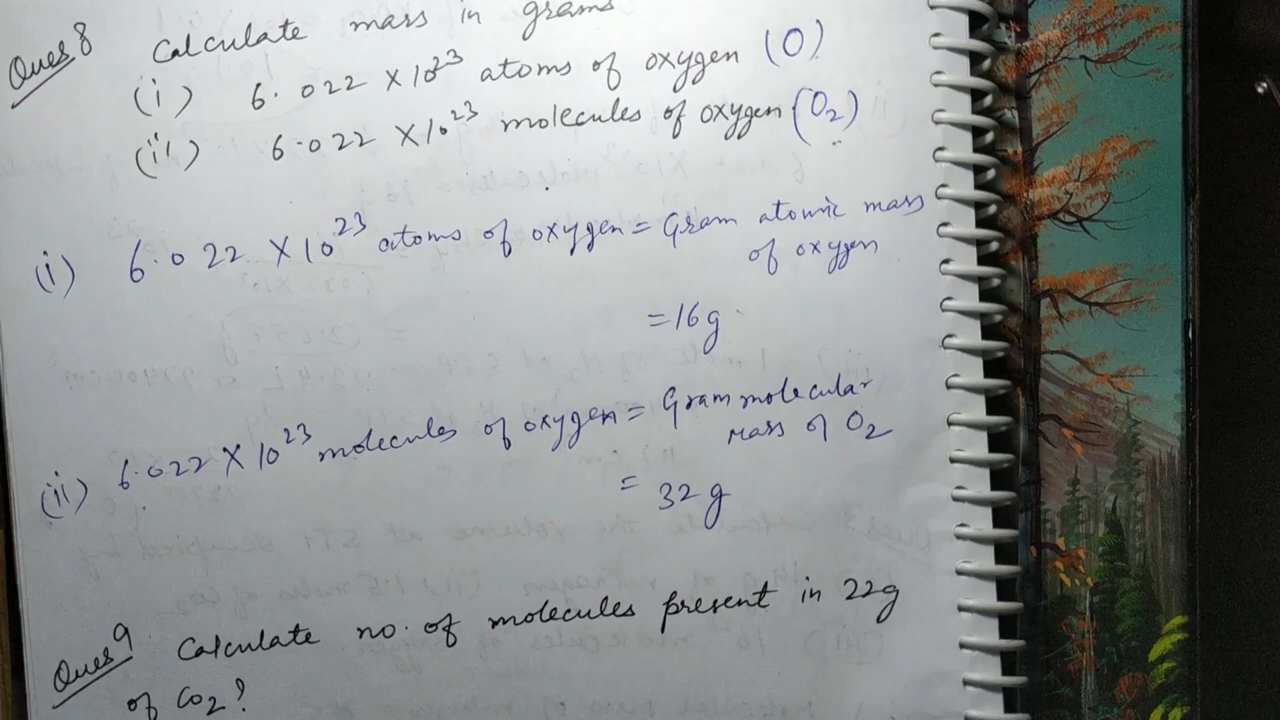 Ques 8 Calculate mass in grams
(i) 6.022 X 10²³ atoms of oxygen (O)
(ii) 6.022 X 10²³ molecules of oxygen (O₂)
(i) 6.022 X 10²³ atoms of oxygen = Gram atomic mass
of oxygen
= 16 g
(ii) 6.022 X 10²³ molecules of oxygen = Gram molecular
mass of O₂
= 32 g
Ques 9 Calculate no. of molecules present in 22g
of CO₂?